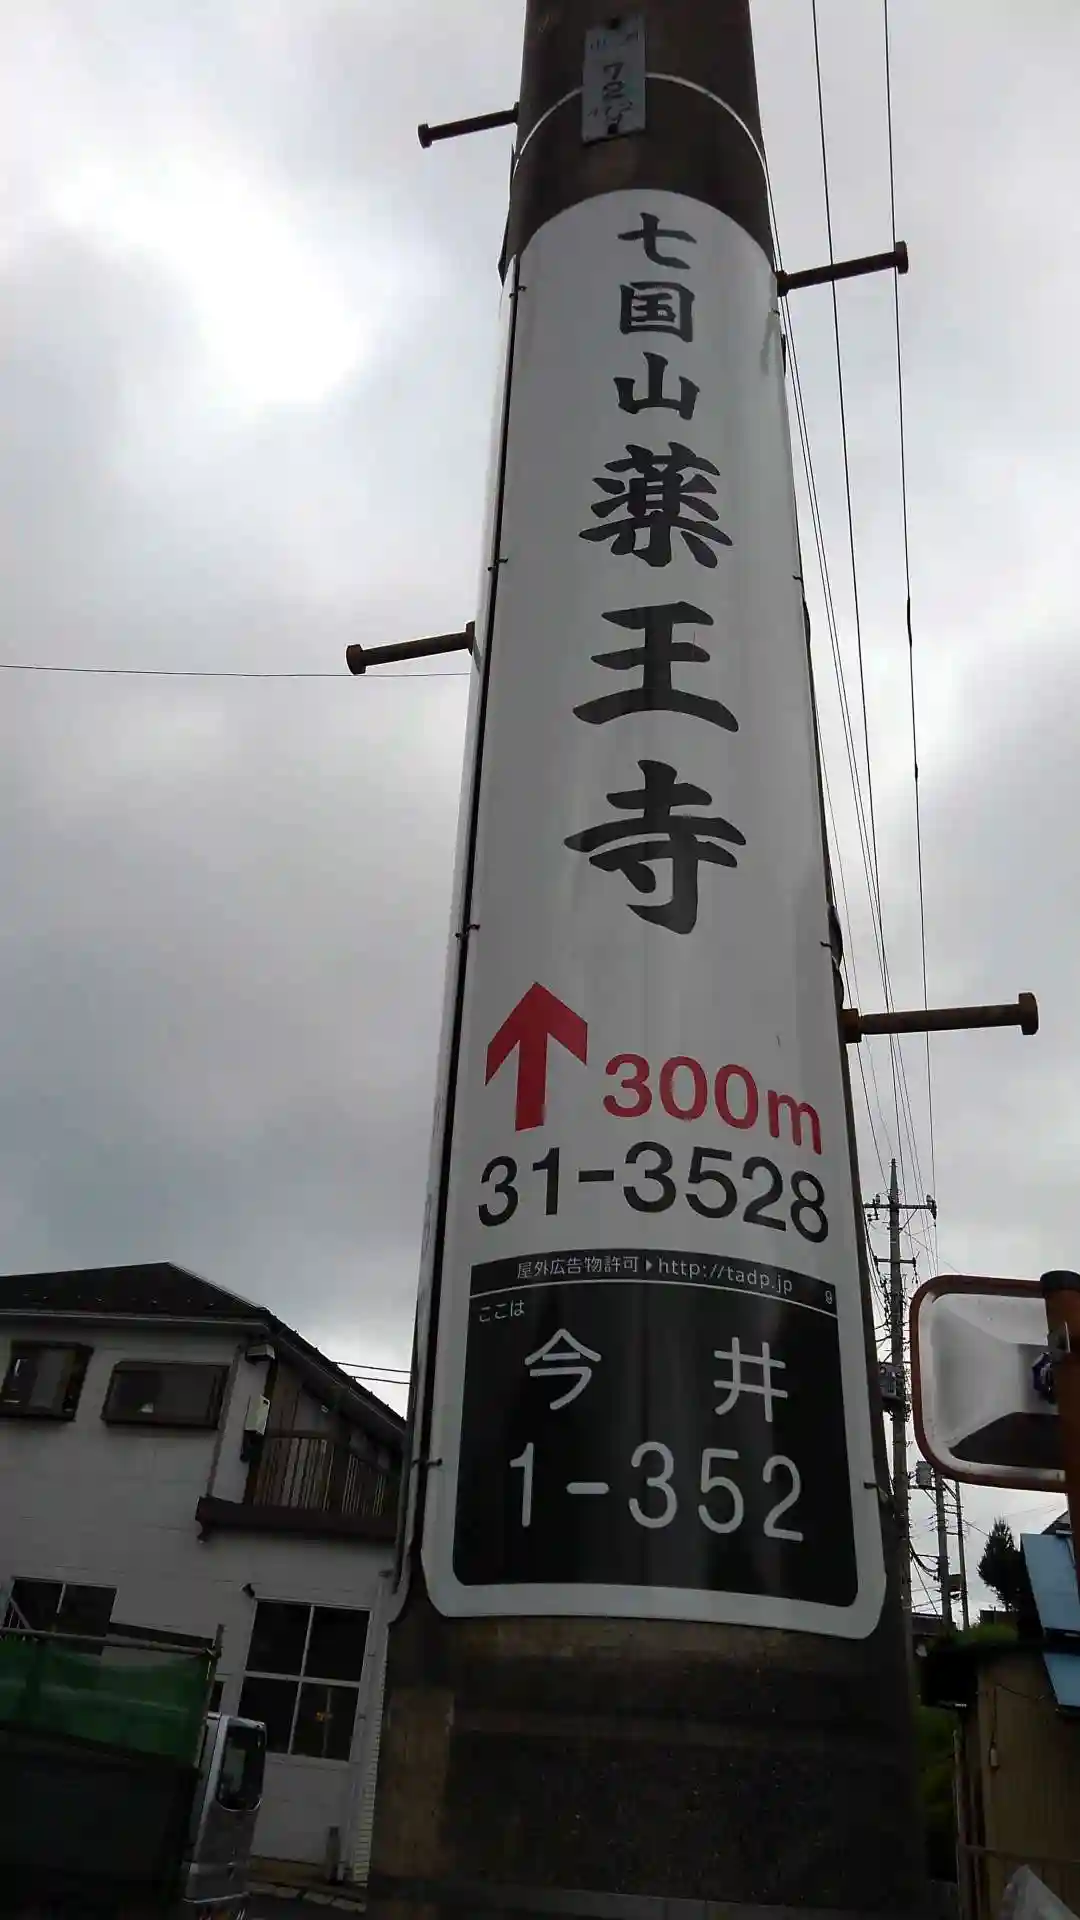 七国山薬王寺
300m
31-3528
屋外広告物許可 http://tadp.jp 9
ここは
今井
1-352